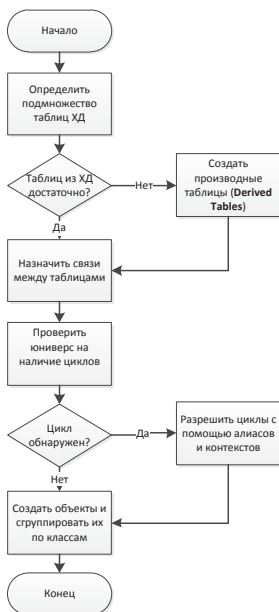 Начало
Определить
подмножество
таблиц ХД
Таблиц из ХД
достаточно?
Нет
Создать
производные
таблицы (Derived
Tables)
Да
Назначить связи
между таблицами
Проверить
юниверс на
наличие циклов
Цикл
обнаружен?
Да
Разрешить циклы с
помощью алиасов
и контекстов
Нет
Создать объекты и
сгруппировать их
по классам
Конец